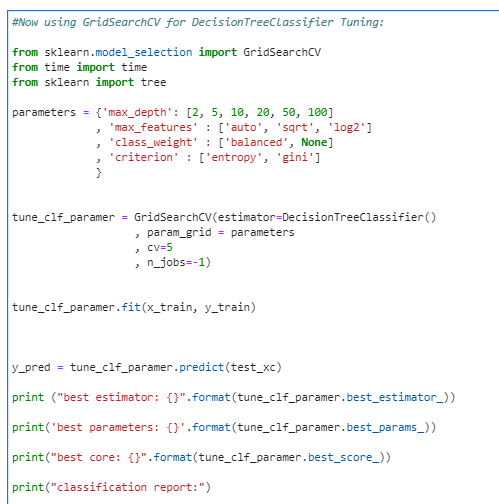 #Now using GridSearchCV for DecisionTreeClassifier Tuning:
from sklearn.model_selection import GridSearchCV
from time import time
from sklearn import tree
parameters = {'max_depth': [2, 5, 10, 20, 50, 100]
, 'max_features' : ['auto', 'sqrt', 'log2']
, 'class_weight' : ['balanced', None]
, 'criterion' : ['entropy', 'gini']
}
tune_clf_paramer = GridSearchCV(estimator=DecisionTreeClassifier()
, param_grid = parameters
, cv=5
, n_jobs=-1)
tune_clf_paramer.fit(x_train, y_train)
y_pred = tune_clf_paramer.predict(test_xc)
print ("best estimator: {}".format(tune_clf_paramer.best_estimator_))
print('best parameters: {}'.format(tune_clf_paramer.best_params_))
print("best core: {}".format(tune_clf_paramer.best_score_))
print("classification report:")